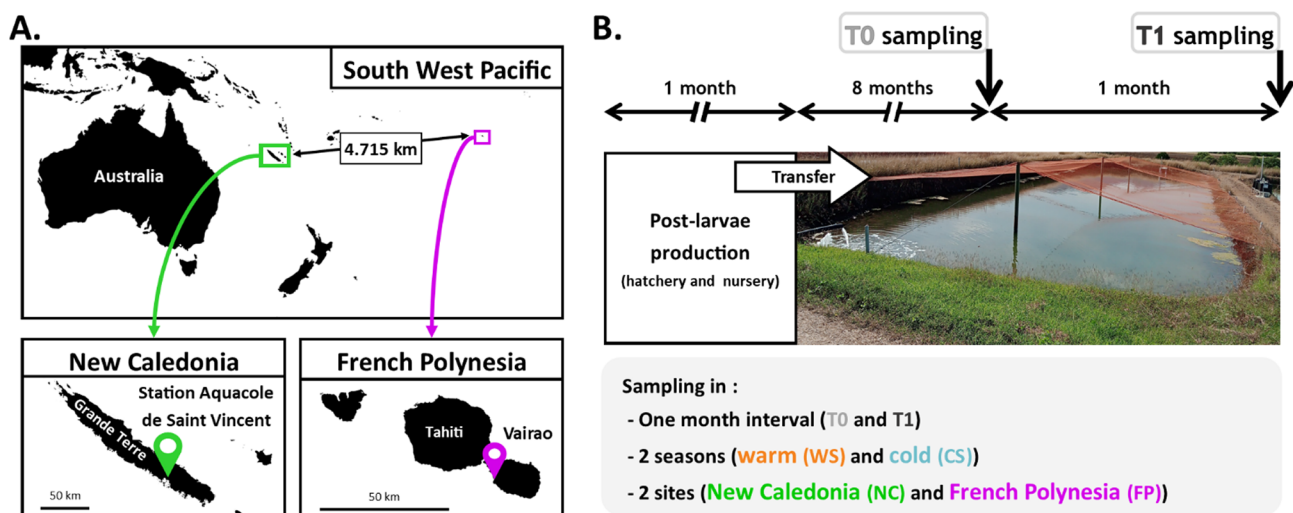 A.
South West Pacific
4.715 km
Australia
New Caledonia
Station Aquacole
de Saint Vincent
Grande Terre
50 km
French Polynesia
Tahiti
Vairao
50 km
B.
T0 sampling
T1 sampling
1 month
8 months
1 month
Transfer
Post-larvae
production
(hatchery and nursery)
Sampling in :
- One month interval (T0 and T1)
- 2 seasons (warm (WS) and cold (CS))
- 2 sites (New Caledonia (NC) and French Polynesia (FP))